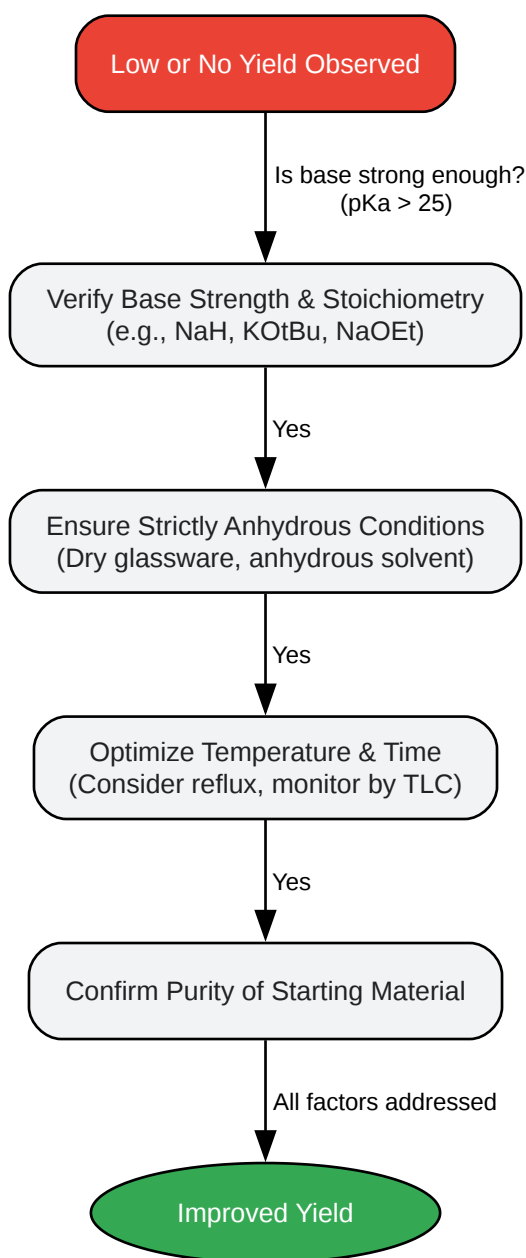 Low or No Yield Observed
Is base strong enough?
(pKa > 25)
Verify Base Strength & Stoichiometry
(e.g., NaH, KOtBu, NaOEt)
Yes
Ensure Strictly Anhydrous Conditions
(Dry glassware, anhydrous solvent)
Yes
Optimize Temperature & Time
(Consider reflux, monitor by TLC)
Yes
Confirm Purity of Starting Material
All factors addressed
Improved Yield